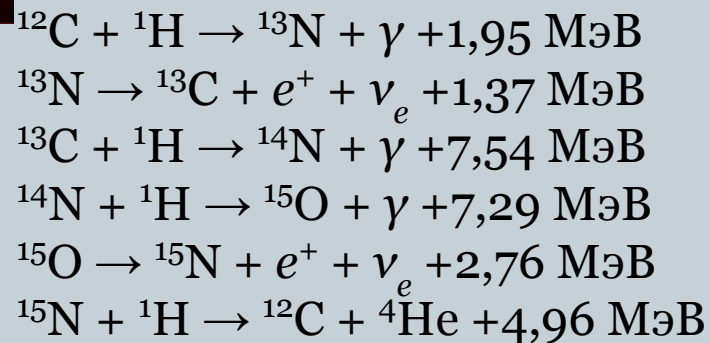 ¹²C + ¹H → ¹³N + γ +1,95 МэВ
¹³N → ¹³C + e⁺ + νₑ +1,37 МэВ
¹³C + ¹H → ¹⁴N + γ +7,54 МэВ
¹⁴N + ¹H → ¹⁵O + γ +7,29 МэВ
¹⁵O → ¹⁵N + e⁺ + νₑ +2,76 МэВ
¹⁵N + ¹H → ¹²C + ⁴He +4,96 МэВ